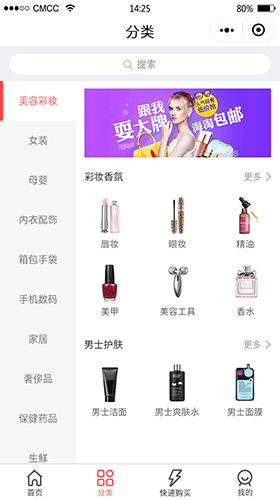 CMCC 14:25 80%
分类
搜索
美容彩妆
女装
母婴
内衣配饰
箱包手袋
手机数码
家居
奢侈品
保健药品
生鲜
跟我
耍大牌
人气好货
低价抢
海淘包邮
彩妆香氛 更多
唇妆 眼妆 精油
美甲 美容工具 香水
男士护肤 更多
男士洁面 男士爽肤水 男士面膜
首页 分类 快速购买 我的